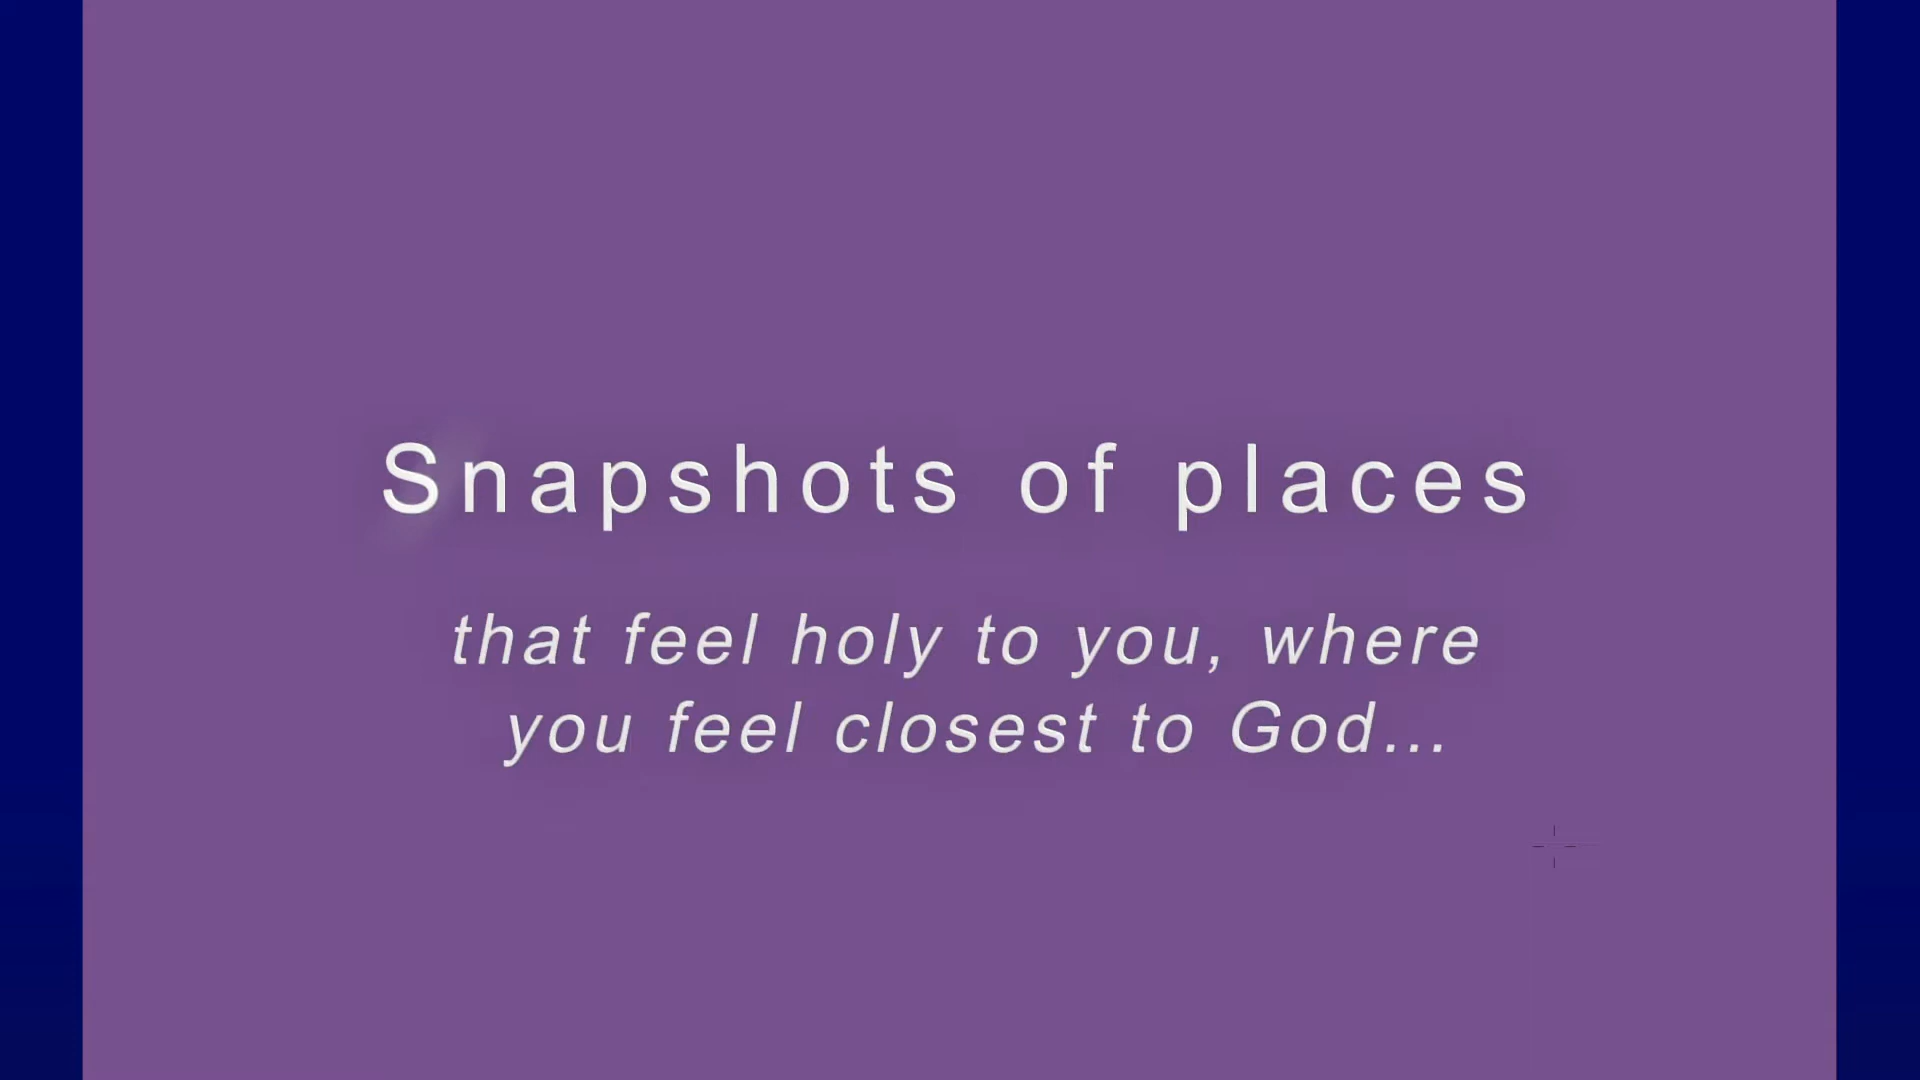 Snapshots of places
that feel holy to you, where
you feel closest to God...